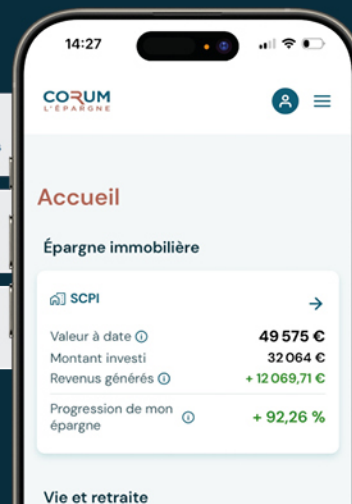 14:27
CORUM
L'ÉPARGNE
Accueil
Épargne immobilière
SCPI
Valeur à date 49 575 €
Montant investi 32 064 €
Revenus générés + 12 069,71 €
Progression de mon
épargne + 92,26 %
Vie et retraite